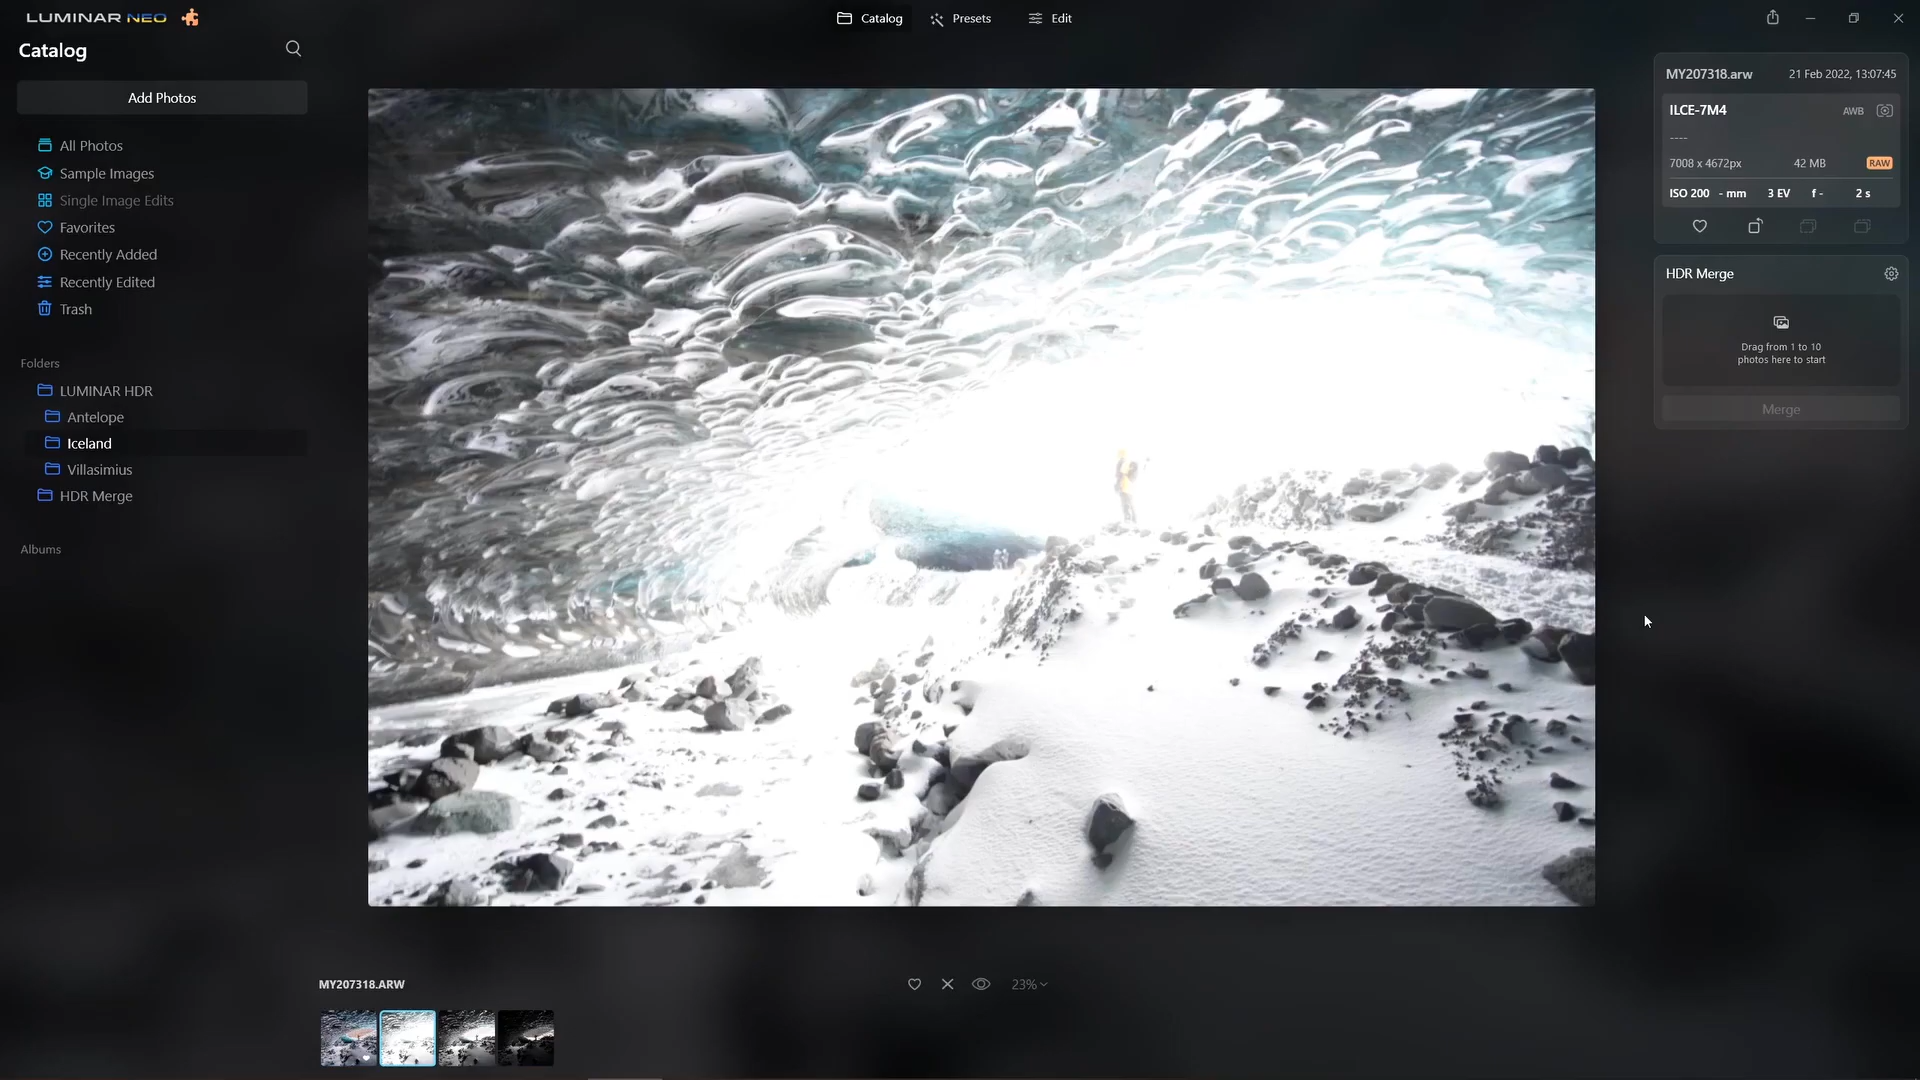 LUMINAR NEO
Catalog
Presets
Edit
Catalog
Add Photos
All Photos
Sample Images
Single Image Edits
Favorites
Recently Added
Recently Edited
Trash
Folders
LUMINAR HDR
Antelope
Iceland
Villasimius
HDR Merge
Albums
MY207318.arw 21 Feb 2022, 13:07:45
ILCE-7M4 AWB
----
7008 x 4672px 42 MB RAW
ISO 200 - mm 3 EV f - 2 s
HDR Merge
Drag from 1 to 10
photos here to start
Merge
MY207318.ARW
23%